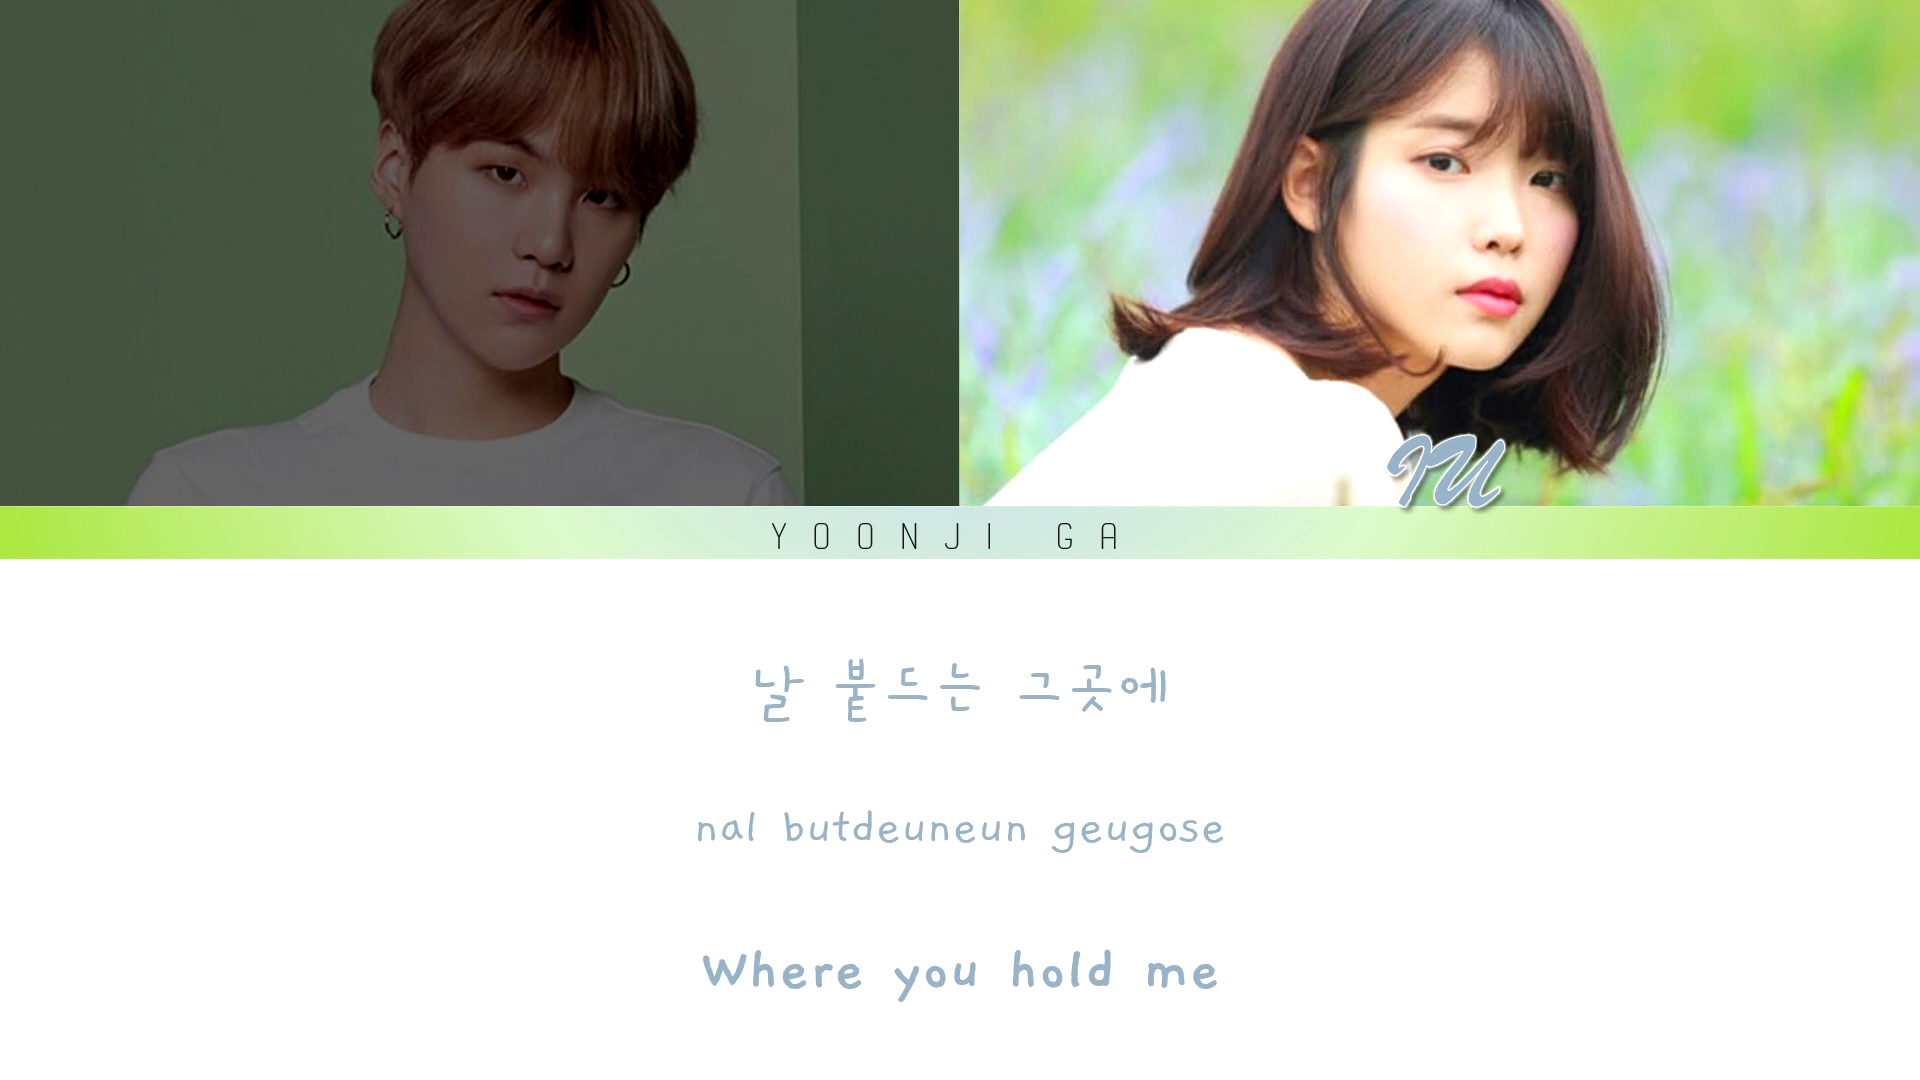 IU
YOONJI GA
날 붙드는 그곳에
nal butdeuneun geugose
Where you hold me